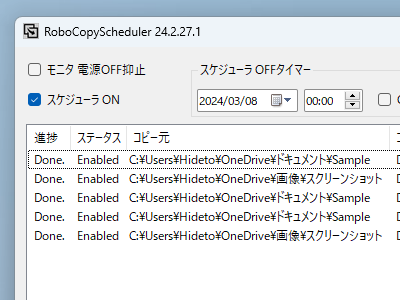 RoboCopyScheduler 24.2.27.1
モニタ 電源OFF抑止
スケジューラ OFFタイマー
スケジューラ ON
2024/03/08
00:00
進捗 ステータス コピー元
Done. Enabled C:¥Users¥Hideto¥OneDrive¥ドキュメント¥Sample
Done. Enabled C:¥Users¥Hideto¥OneDrive¥画像¥スクリーンショット
Done. Enabled C:¥Users¥Hideto¥OneDrive¥ドキュメント¥Sample
Done. Enabled C:¥Users¥Hideto¥OneDrive¥ドキュメント¥Sample
Done. Enabled C:¥Users¥Hideto¥OneDrive¥画像¥スクリーンショット